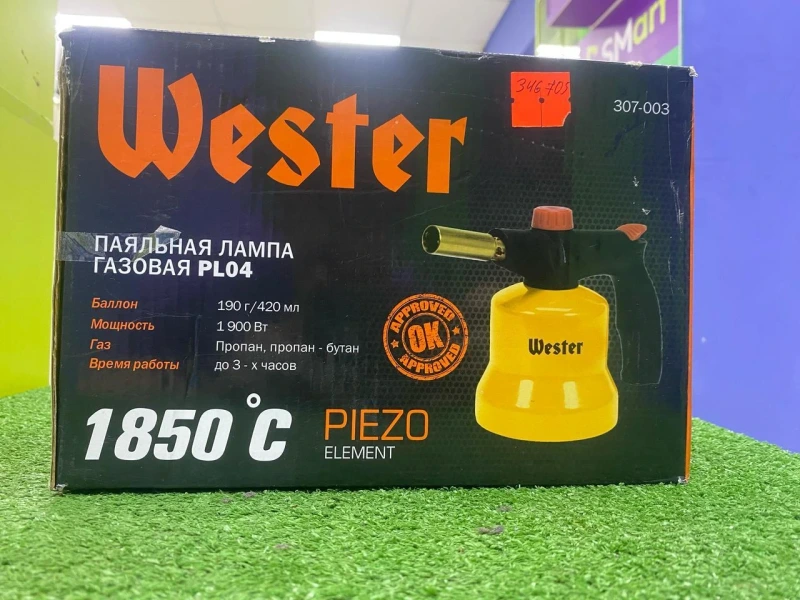 Wester
346 705
307-003
ПАЯЛЬНАЯ ЛАМПА
ГАЗОВАЯ PL04
Баллон 190 г/420 мл
Мощность 1 900 Вт
Газ Пропан, пропан - бутан
Время работы до 3 - х часов
APPROVED
OK
APPROVED
Wester
1850 °C
PIEZO
ELEMENT
SMart